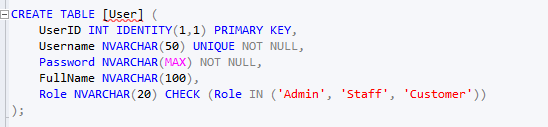 CREATE TABLE [User] (
    UserID INT IDENTITY(1,1) PRIMARY KEY,
    Username NVARCHAR(50) UNIQUE NOT NULL,
    Password NVARCHAR(MAX) NOT NULL,
    FullName NVARCHAR(100),
    Role NVARCHAR(20) CHECK (Role IN ('Admin', 'Staff', 'Customer'))
);